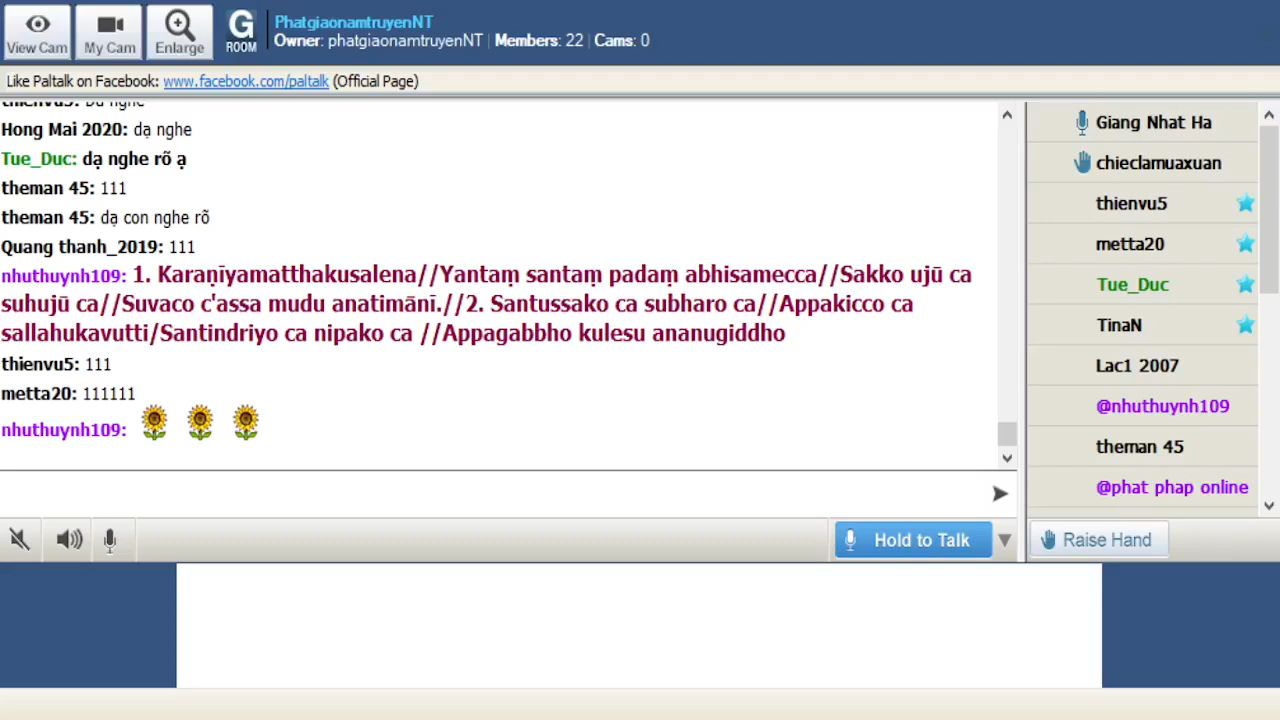 View Cam
My Cam
Enlarge
G
ROOM
PhatgiaonamtruyenNT
Owner: phatgiaonamtruyenNT | Members: 22 | Cams: 0
Like Paltalk on Facebook: www.facebook.com/paltalk (Official Page)
thienvu5: Dạ nghe
Hong Mai 2020: dạ nghe
Tue_Duc: dạ nghe rõ ạ
theman 45: 111
theman 45: dạ con nghe rõ
Quang thanh_2019: 111
nhuthuynh109: 1. Karaṇīyamatthakusalena//Yantaṃ santaṃ padaṃ abhisamecca//Sakko ujū ca
suhujū ca//Suvaco c'assa mudu anatimānī.//2. Santussako ca subharo ca//Appakicco ca
sallahukavutti/Santindriyo ca nipako ca //Appagabbho kulesu ananugiddho
thienvu5: 111
metta20: 111111
nhuthuynh109:
Giang Nhat Ha
chieclamuaxuan
thienvu5
metta20
Tue_Duc
TinaN
Lac1 2007
@nhuthuynh109
theman 45
@phat phap online
Hold to Talk
Raise Hand